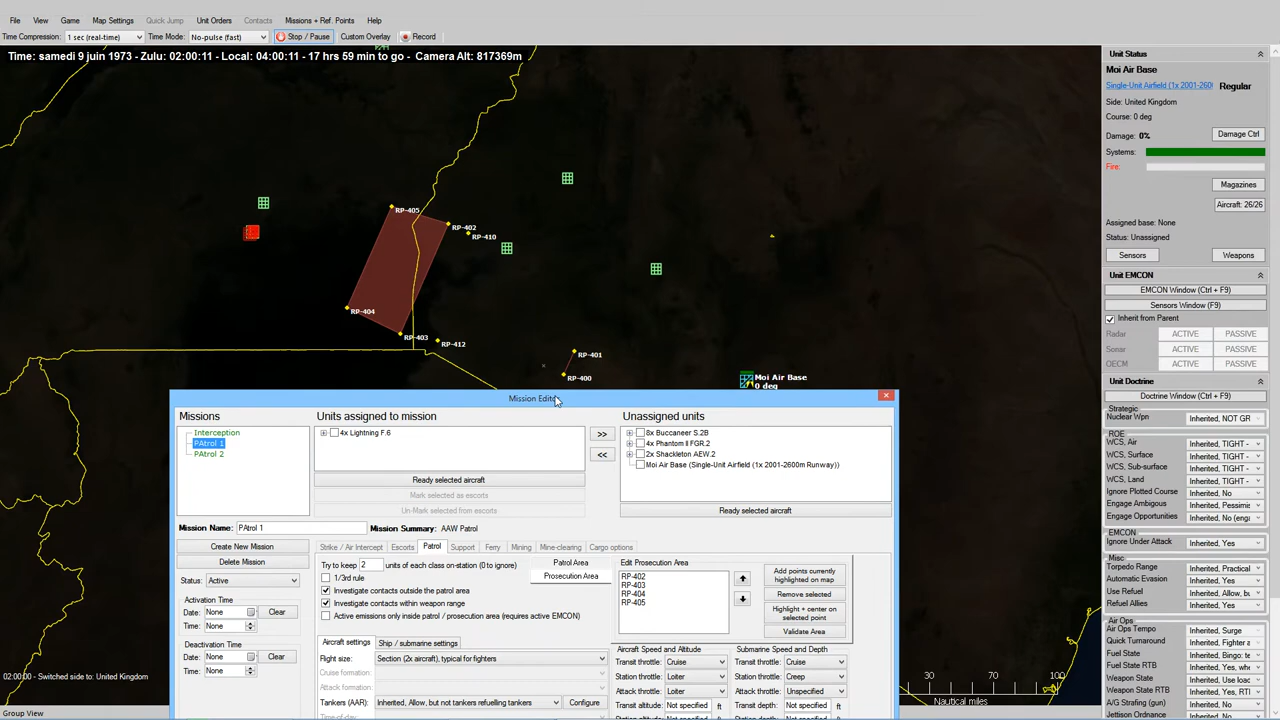 File View Game Map Settings Quick Jump Unit Orders Contacts Missions + Ref. Points Help
Time Compression: 1 sec (real-time) Time Mode: No-pulse (fast) Stop / Pause Custom Overlay Record
Time: samedi 9 juin 1973 - Zulu: 02:00:11 - Local: 04:00:11 - 17 hrs 59 min to go - Camera Alt: 817369m
RP-405
RP-402
RP-410
RP-404
RP-403
RP-412
RP-401
RP-400
Moi Air Base
0 deg
Mission Edito
Missions
Interception
PAtrol 1
PAtrol 2
Units assigned to mission
4x Lightning F.6
>>
<<
Unassigned units
8x Buccaneer S.2B
4x Phantom II FGR.2
2x Shackleton AEW.2
Moi Air Base (Single-Unit Airfield (1x 2001-2600m Runway))
Ready selected aircraft
Mark selected as escorts
Un-Mark selected from escorts
Ready selected aircraft
Mission Name: PAtrol 1 Mission Summary: AAW Patrol
Create New Mission
Delete Mission
Status: Active
Activation Time
Date: None Clear
Time: None
Deactivation Time
Date: None Clear
Time: None
Strike / Air Intercept Escorts Patrol Support Ferry Mining Mine-clearing Cargo options
Try to keep 2 units of each class on-station (0 to ignore)
1/3rd rule
Investigate contacts outside the patrol area
Investigate contacts within weapon range
Active emissions only inside patrol / prosecution area (requires active EMCON)
Patrol Area
Prosecution Area
Edit Prosecution Area
RP-402
RP-403
RP-404
RP-405
Add points currently
highlighted on map
Remove selected
Highlight + center on
selected point
Validate Area
Aircraft settings Ship / submarine settings
Flight size: Section (2x aircraft), typical for fighters
Cruise formation:
Attack formation:
Tankers (AAR): Inherited, Allow, but not tankers refuelling tankers Configure
Aircraft Speed and Altitude
Transit throttle: Cruise
Station throttle: Loiter
Attack throttle: Loiter
Transit altitude: Not specified ft
Submarine Speed and Depth
Transit throttle: Cruise
Station throttle: Creep
Attack throttle: Unspecified
Transit depth: Not specified ft
02:00:00 - Switched side to: United Kingdom
Group View
30 60 100
Nautical miles
Unit Status
Moi Air Base
Single-Unit Airfield (1x 2001-260 Regular
Side: United Kingdom
Course: 0 deg
Damage: 0% Damage Ctrl
Systems:
Fire:
Magazines
Aircraft: 26/26
Assigned base: None
Status: Unassigned
Sensors Weapons
Unit EMCON
EMCON Window (Ctrl + F9)
Sensors Window (F9)
Inherit from Parent
Radar ACTIVE PASSIVE
Sonar ACTIVE PASSIVE
OECM ACTIVE PASSIVE
Unit Doctrine
Doctrine Window (Ctrl + F9)
Strategic
Nuclear Wpn Inherited, NOT GR
ROE
WCS, Air Inherited, TIGHT -
WCS, Surface Inherited, TIGHT -
WCS, Sub-surface Inherited, TIGHT -
WCS, Land Inherited, TIGHT -
Ignore Plotted Course Inherited, No
Engage Ambiguous Inherited, Pessimis
Engage Opportunities Inherited, No (eng
EMCON
Ignore Under Attack Inherited, Yes
Misc
Torpedo Range Inherited, Practical
Automatic Evasion Inherited, Yes
Use Refuel Inherited, Allow, bu
Refuel Allies Inherited, Yes
Air Ops
Air Ops Tempo Inherited, Surge
Quick Turnaround Inherited, Fighter a
Fuel State Inherited, Bingo: te
Fuel State RTB Inherited, Yes, whe
Weapon State Inherited, Use load
Weapon State RTB Inherited, Yes, RTI